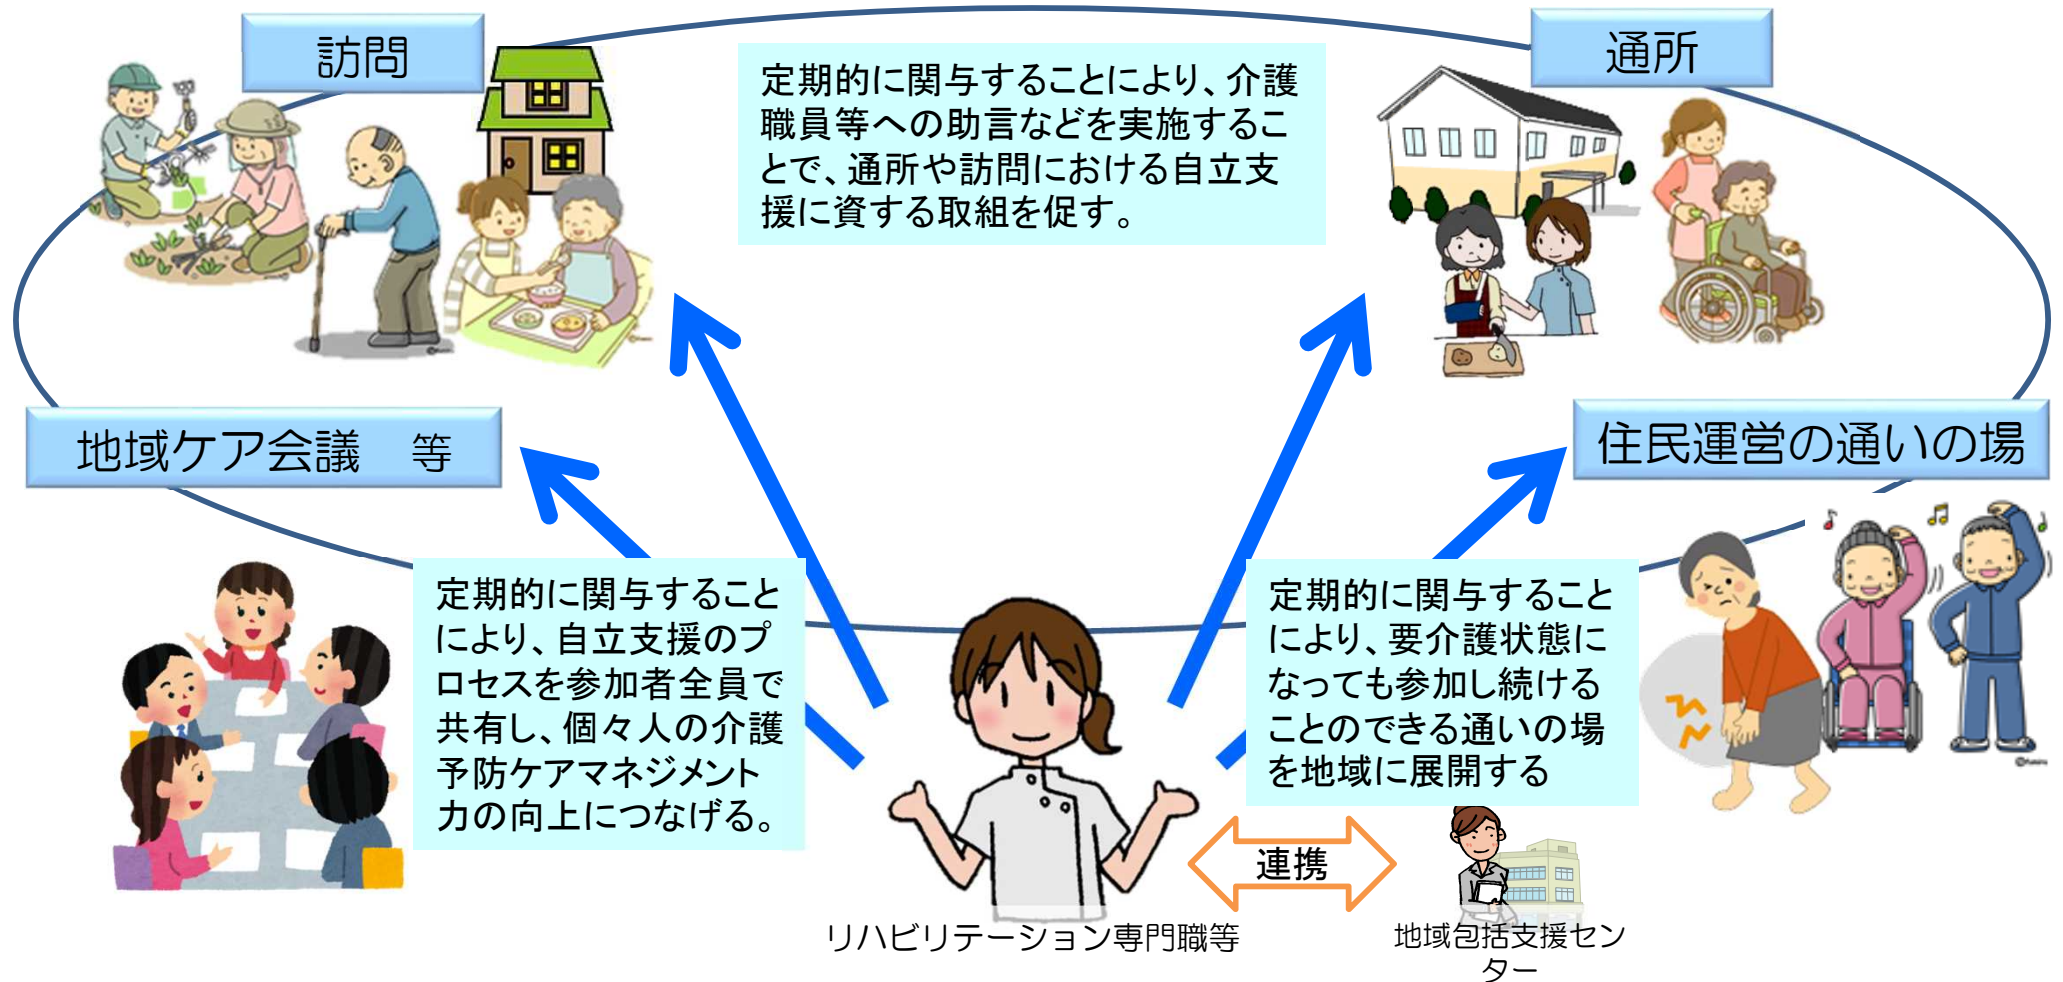 訪問
通所
定期的に関与することにより、介護
職員等への助言などを実施するこ
とで、通所や訪問における自立支
援に資する取組を促す。
地域ケア会議　等
住民運営の通いの場
定期的に関与すること
により、自立支援のプ
ロセスを参加者全員で
共有し、個々人の介護
予防ケアマネジメント
力の向上につなげる。
定期的に関与すること
により、要介護状態に
なっても参加し続ける
ことのできる通いの場
を地域に展開する
連携
リハビリテーション専門職等
地域包括支援セン
ター